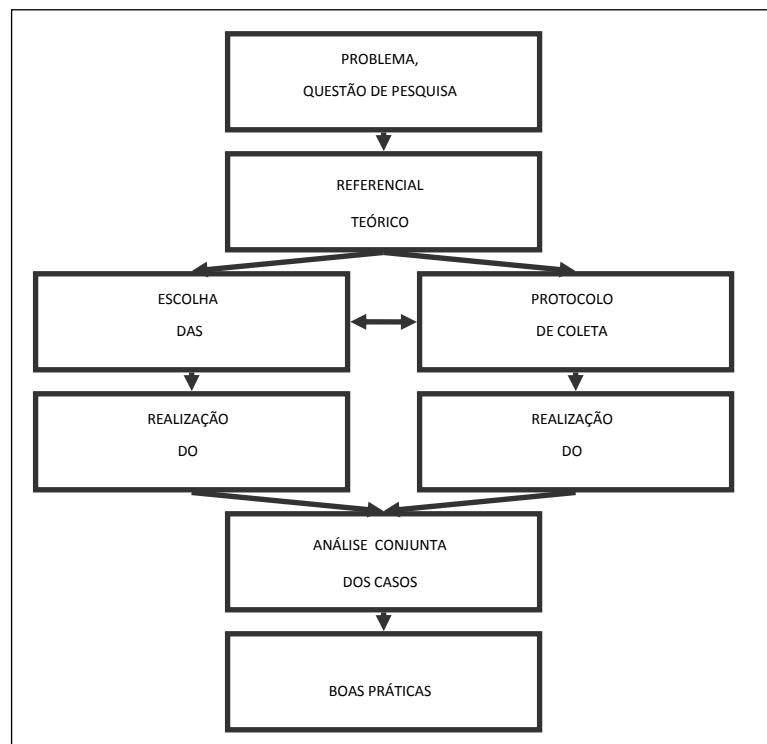 PROBLEMA,
QUESTÃO DE PESQUISA
REFERENCIAL
TEÓRICO
ESCOLHA
DAS
PROTOCOLO
DE COLETA
REALIZAÇÃO
DO
REALIZAÇÃO
DO
ANÁLISE CONJUNTA
DOS CASOS
BOAS PRÁTICAS